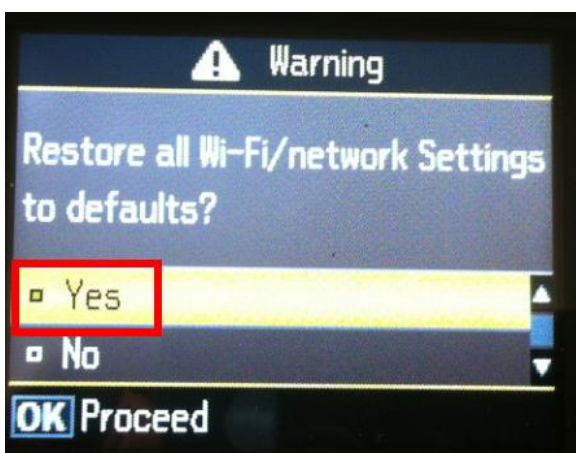 Warning
Restore all Wi-Fi/network Settings
to defaults?
Yes
No
OK Proceed